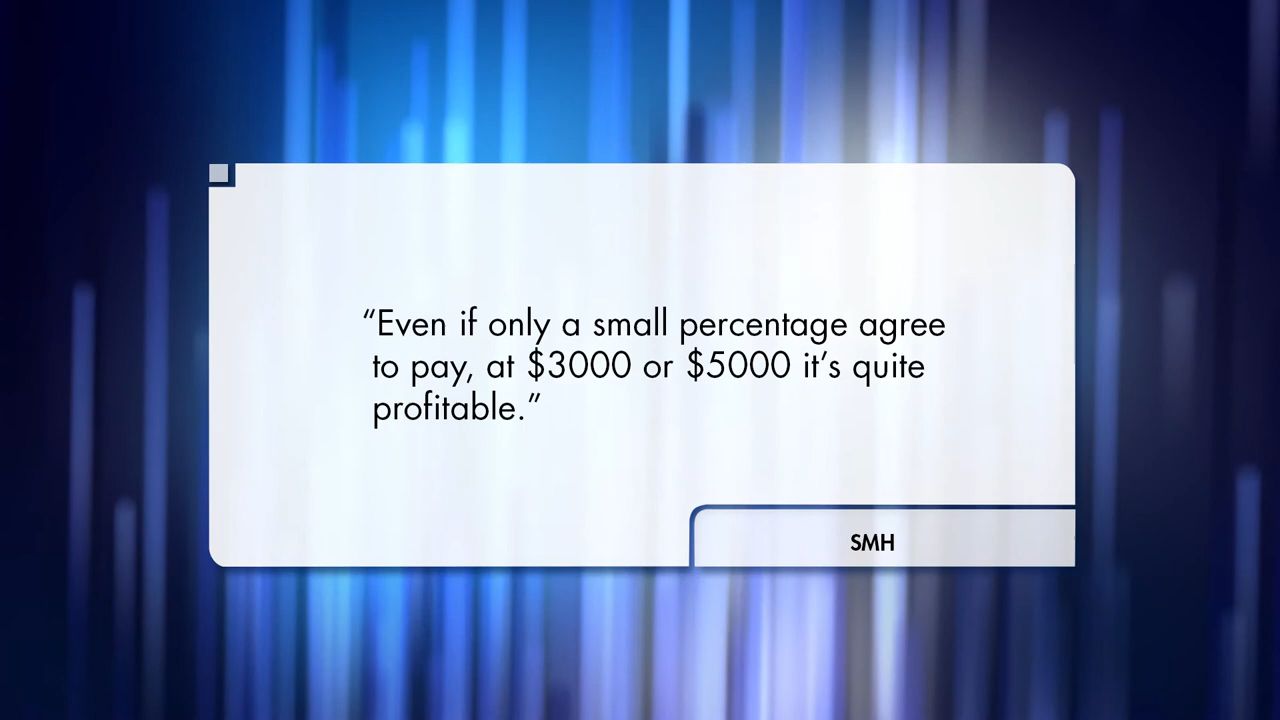 “Even if only a small percentage agree
to pay, at $3000 or $5000 it’s quite
profitable.”
SMH